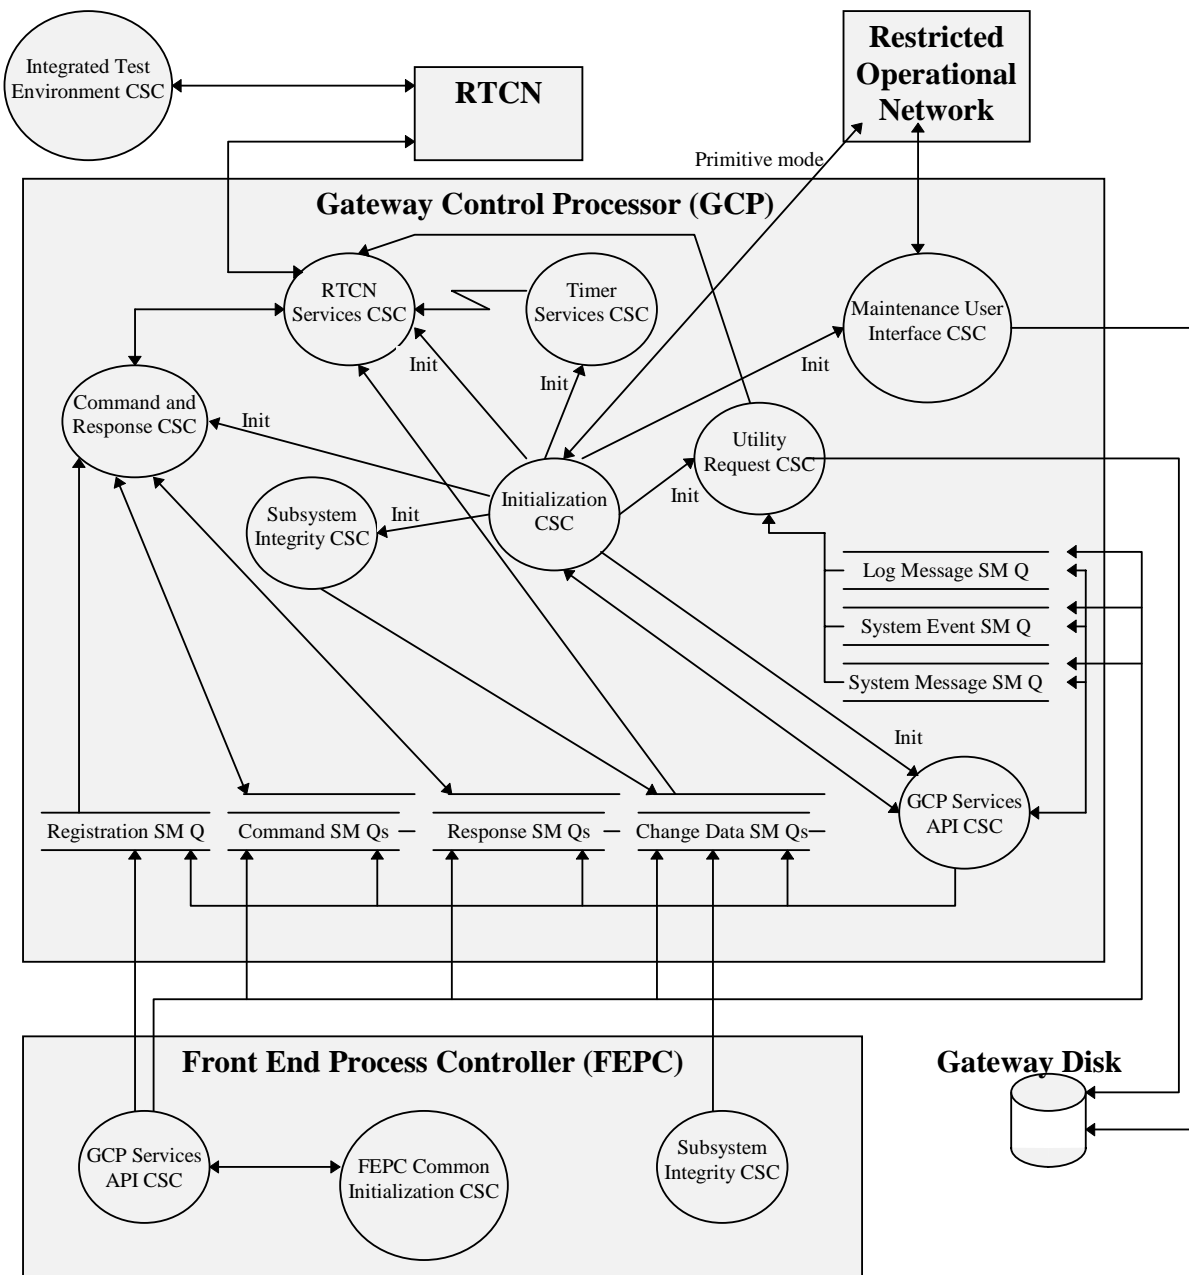 Integrated Test
Environment CSC
RTCN
Restricted
Operational
Network
Primitive mode
Gateway Control Processor (GCP)
RTCN
Services CSC
Timer
Services CSC
Maintenance User
Interface CSC
Init
Init
Init
Command and
Response CSC
Init
Utility
Request CSC
Init
Subsystem
Integrity CSC
Init
Initialization
CSC
Log Message SM Q
System Event SM Q
System Message SM Q
Init
GCP Services
API CSC
Registration SM Q
Command SM Qs
Response SM Qs
Change Data SM Qs
Front End Process Controller (FEPC)
Gateway Disk
GCP Services
API CSC
FEPC Common
Initialization CSC
Subsystem
Integrity CSC